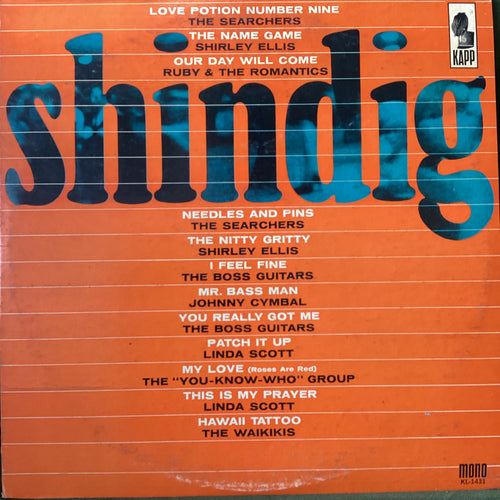 LOVE POTION NUMBER NINE
THE SEARCHERS
THE NAME GAME
SHIRLEY ELLIS
OUR DAY WILL COME
RUBY & THE ROMANTICS
KAPP
shindig
NEEDLES AND PINS
THE SEARCHERS
THE NITTY GRITTY
SHIRLEY ELLIS
I FEEL FINE
THE BOSS GUITARS
MR. BASS MAN
JOHNNY CYMBAL
YOU REALLY GOT ME
THE BOSS GUITARS
PATCH IT UP
LINDA SCOTT
MY LOVE (Roses Are Red)
THE "YOU-KNOW-WHO" GROUP
THIS IS MY PRAYER
LINDA SCOTT
HAWAII TATTOO
THE WAIKIKIS
MONO
KL-1431